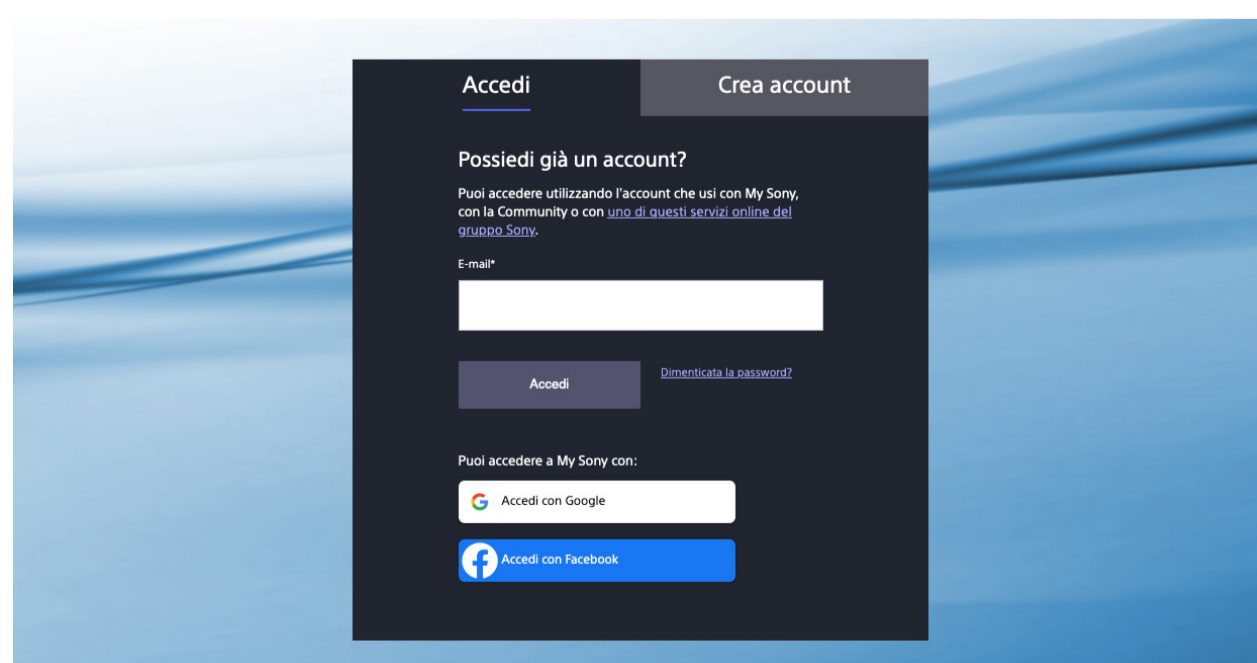 Accedi
Crea account
Possiedi già un account?
Puoi accedere utilizzando l'account che usi con My Sony,
con la Community o con uno di questi servizi online del
gruppo Sony.
E-mail*
Accedi
Dimenticata la password?
Puoi accedere a My Sony con:
Accedi con Google
Accedi con Facebook